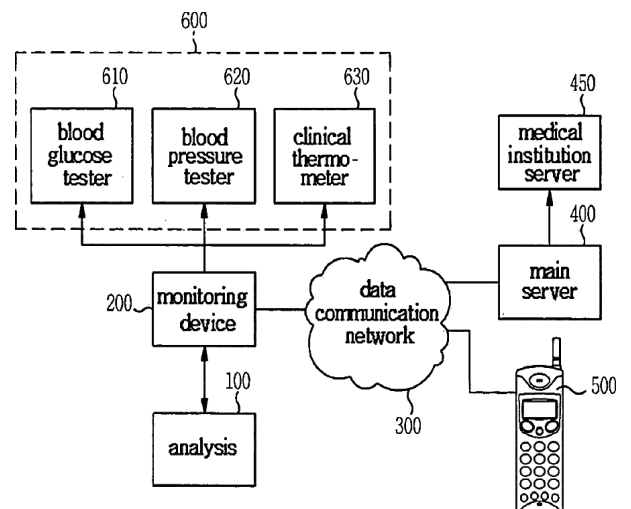 600
610
620
630
blood
glucose
tester
blood
pressure
tester
clinical
thermo-
meter
450
medical
institution
server
400
main
server
200
monitoring
device
data
communication
network
300
100
analysis
500